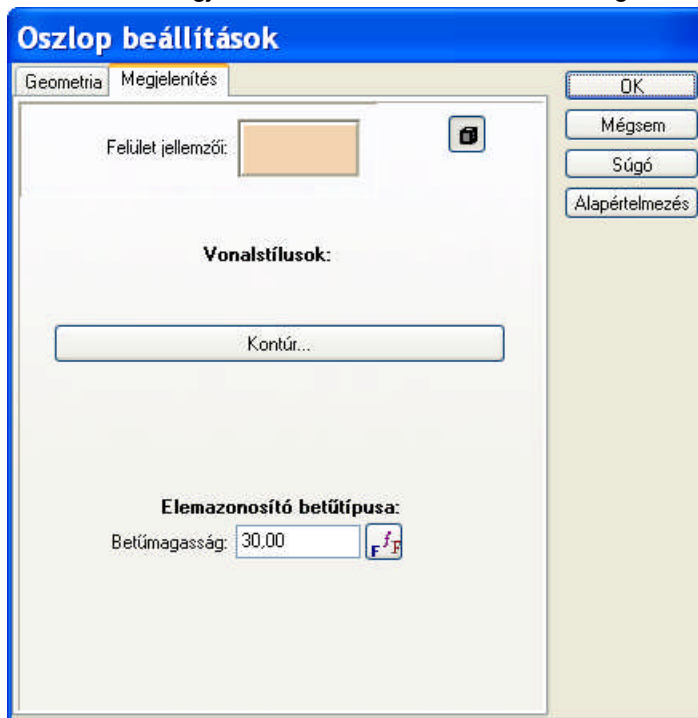 Oszlop beállítások
Geometria Megjelenítés
OK
Mégsem
Súgó
Alapértelmezés
Felület jellemzői:
Vonalstílusok:
Kontúr...
Elemazonosító betűtípusa:
Betűmagasság: 30,00
F f F